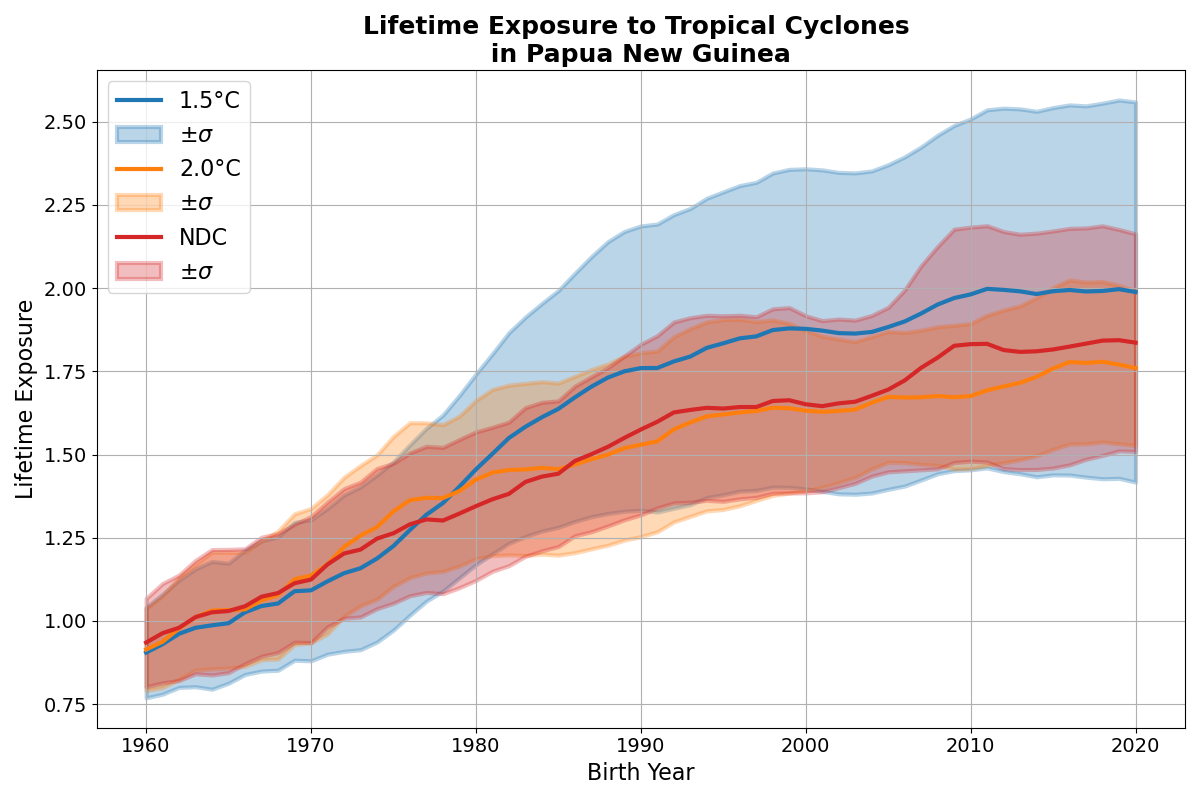 Lifetime Exposure to Tropical Cyclones
in Papua New Guinea
1.5°C
±σ
2.0°C
±σ
NDC
±σ
Lifetime Exposure
2.50
2.25
2.00
1.75
1.50
1.25
1.00
0.75
1960 1970 1980 1990 2000 2010 2020
Birth Year